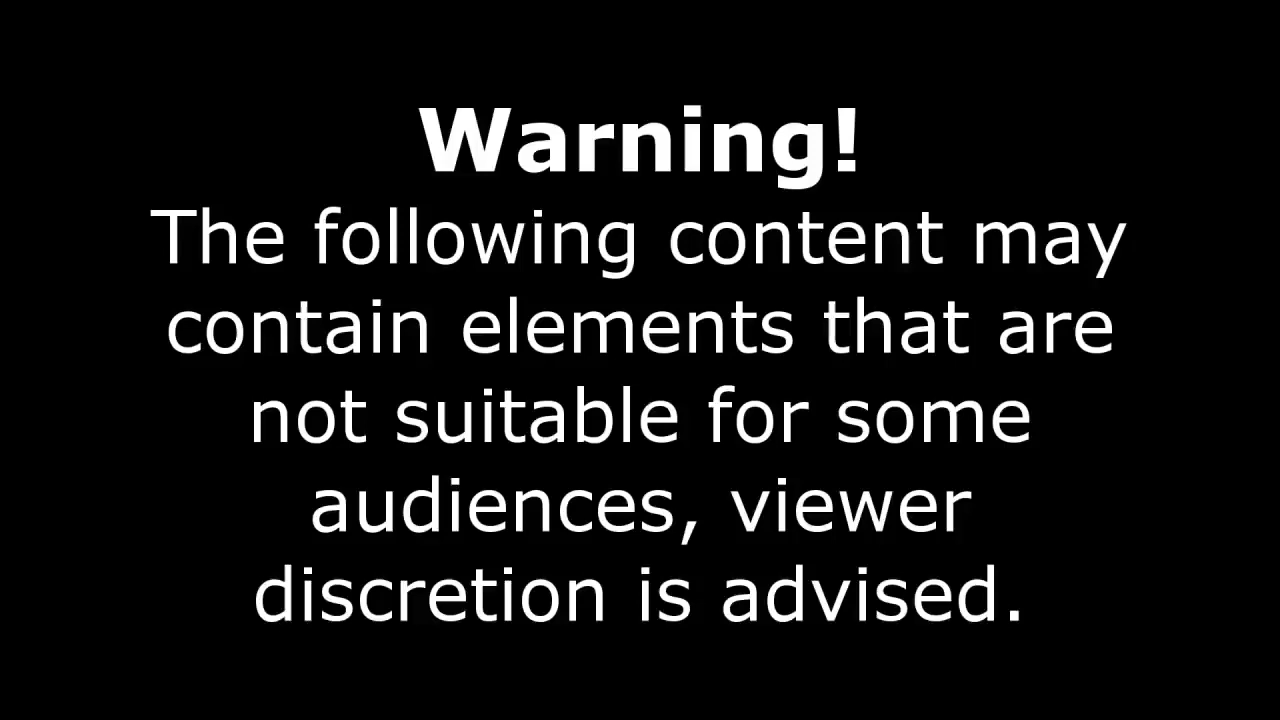 Warning!
The following content may
contain elements that are
not suitable for some
audiences, viewer
discretion is advised.